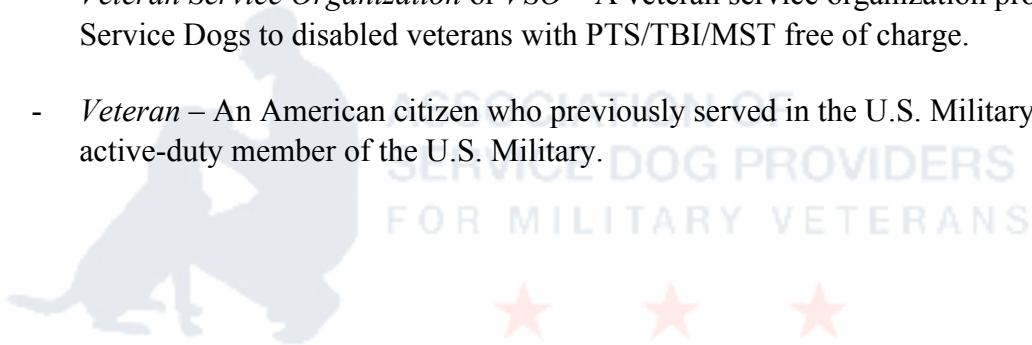 Veteran Service Organization or VSO – A veteran service organization pro
Service Dogs to disabled veterans with PTS/TBI/MST free of charge.
- Veteran – An American citizen who previously served in the U.S. Military
active-duty member of the U.S. Military.
ASSOCIATION OF
SERVICE DOG PROVIDERS
FOR MILITARY VETERANS